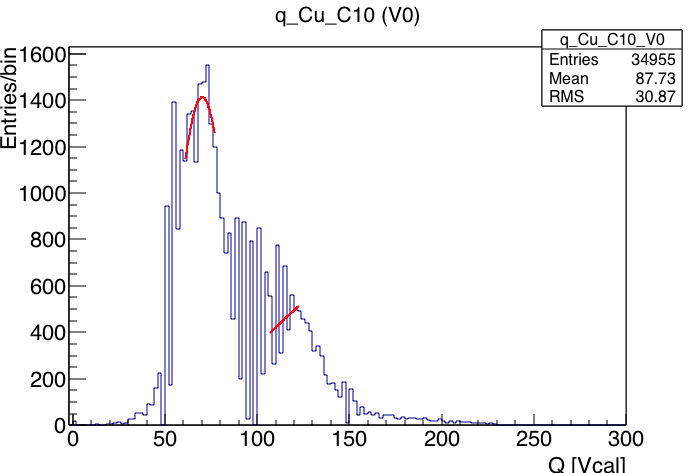 q_Cu_C10 (V0)
q_Cu_C10_V0
Entries 34955
Mean 87.73
RMS 30.87
Entries/bin
1600
1400
1200
1000
800
600
400
200
0
0 50 100 150 200 250 300
Q [Vcal]